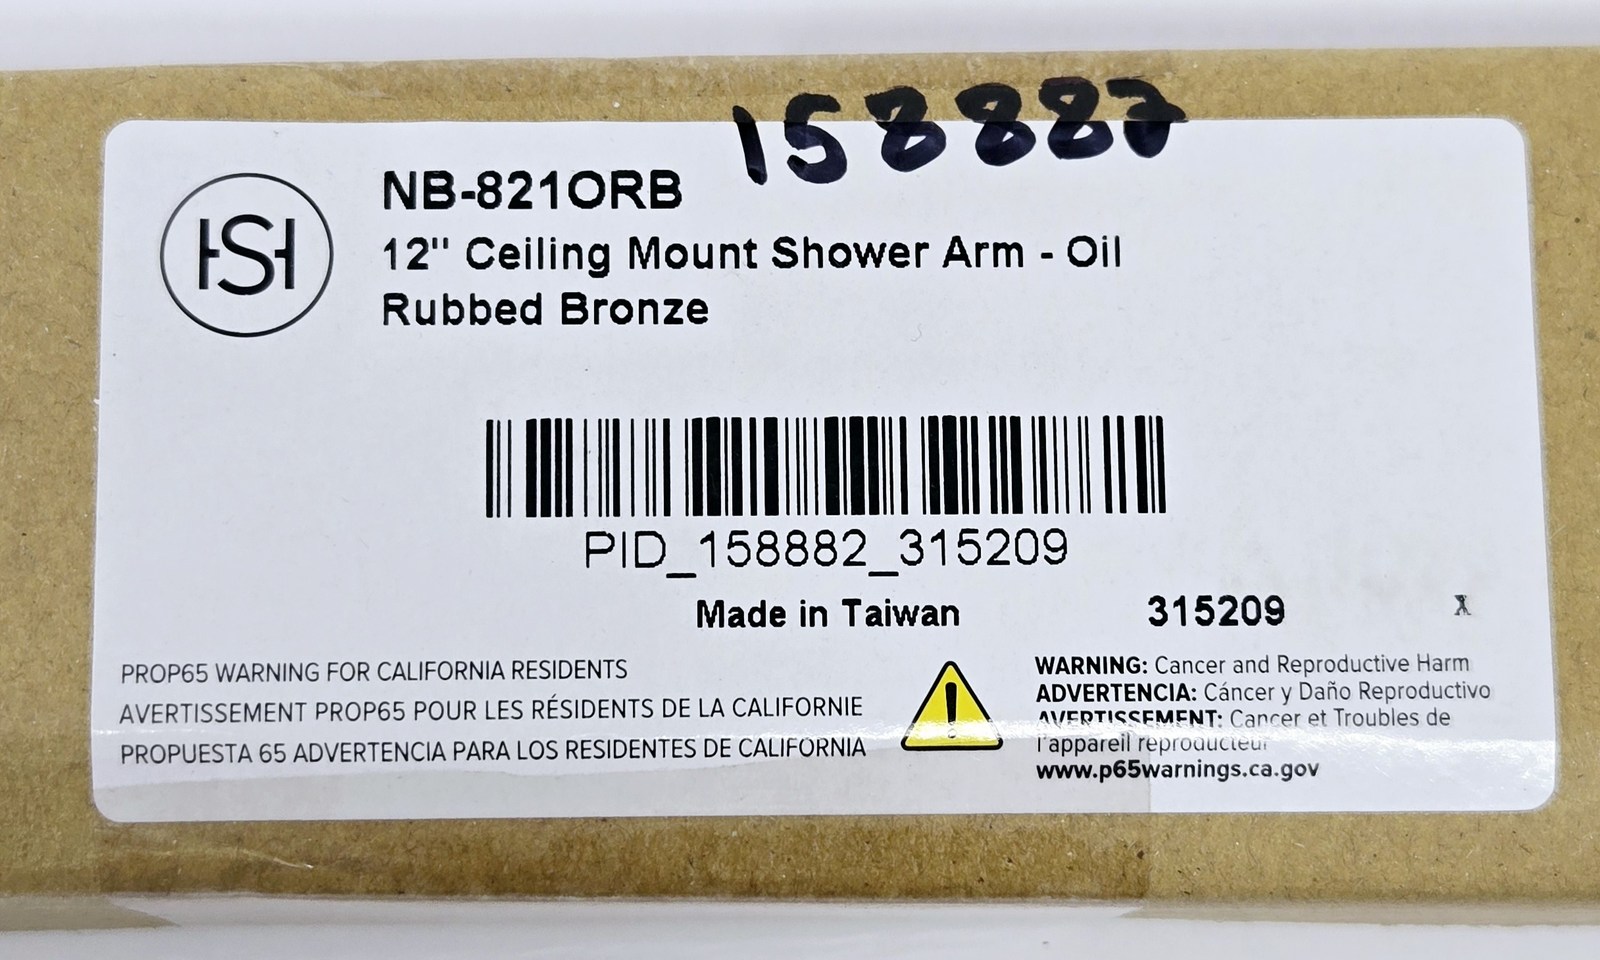 158882
HSH
NB-821ORB
12" Ceiling Mount Shower Arm - Oil
Rubbed Bronze
PID_158882_315209
Made in Taiwan
315209
X
PROP65 WARNING FOR CALIFORNIA RESIDENTS
AVERTISSEMENT PROP65 POUR LES RÉSIDENTS DE LA CALIFORNIE
PROPUESTA 65 ADVERTENCIA PARA LOS RESIDENTES DE CALIFORNIA
WARNING: Cancer and Reproductive Harm
ADVERTENCIA: Cáncer y Daño Reproductivo
AVERTISSEMENT: Cancer et Troubles de
l'appareil reproducteur
www.p65warnings.ca.gov